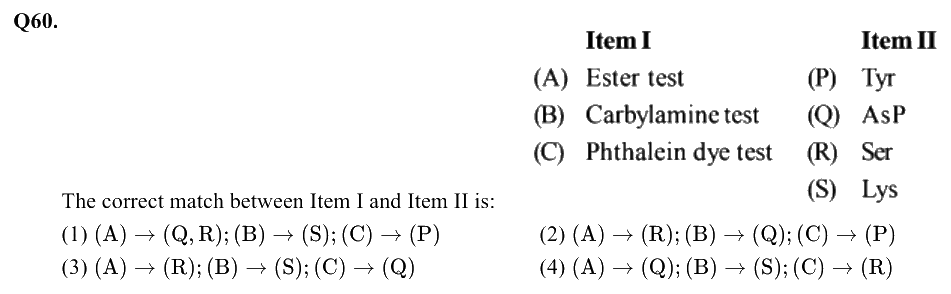 Q60.
Item I Item II
(A) Ester test (P) Tyr
(B) Carbylamine test (Q) AsP
(C) Phthalein dye test (R) Ser
(S) Lys
The correct match between Item I and Item II is:
(1) (A) → (Q, R); (B) → (S); (C) → (P) (2) (A) → (R); (B) → (Q); (C) → (P)
(3) (A) → (R); (B) → (S); (C) → (Q) (4) (A) → (Q); (B) → (S); (C) → (R)